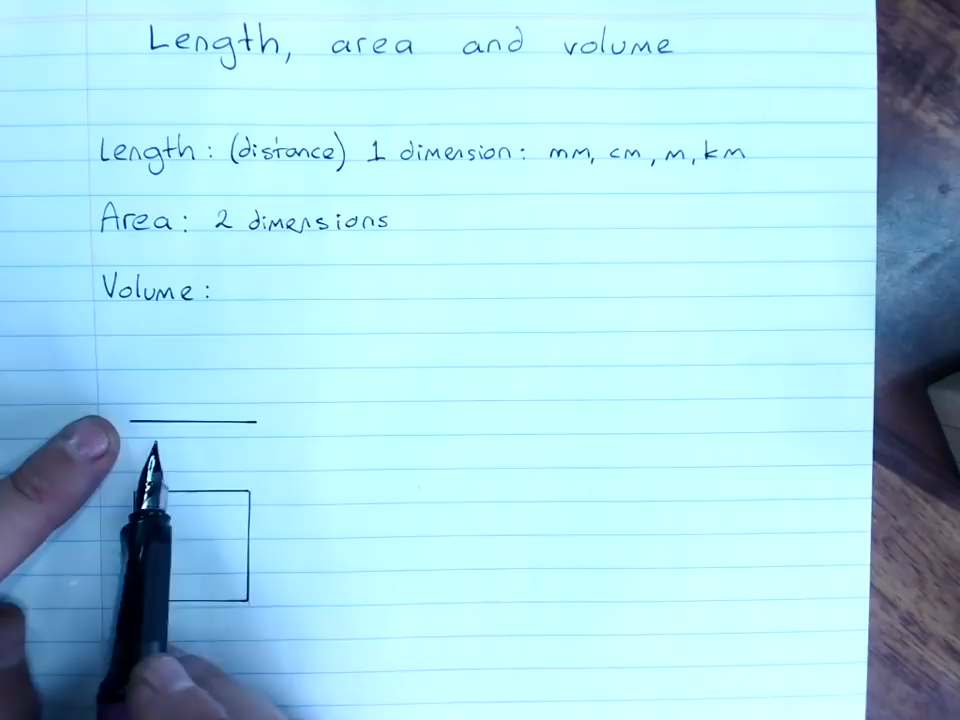 Length, area and volume
Length: (distance) 1 dimension: mm, cm, m, km
Area: 2 dimensions
Volume: